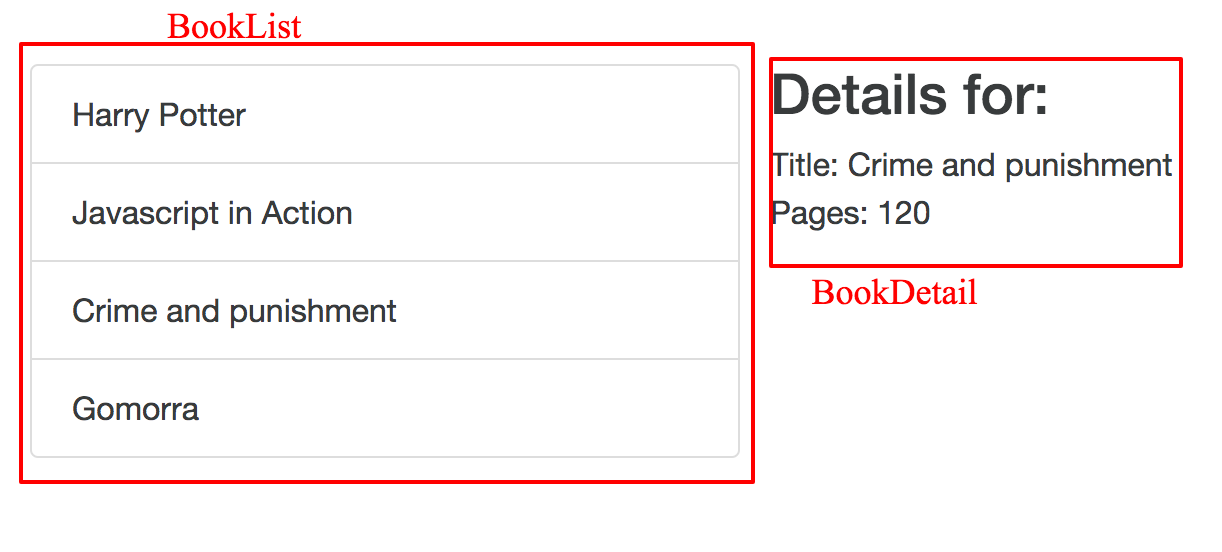 BookList
Harry Potter
Javascript in Action
Crime and punishment
Gomorra
Details for:
Title: Crime and punishment
Pages: 120
BookDetail